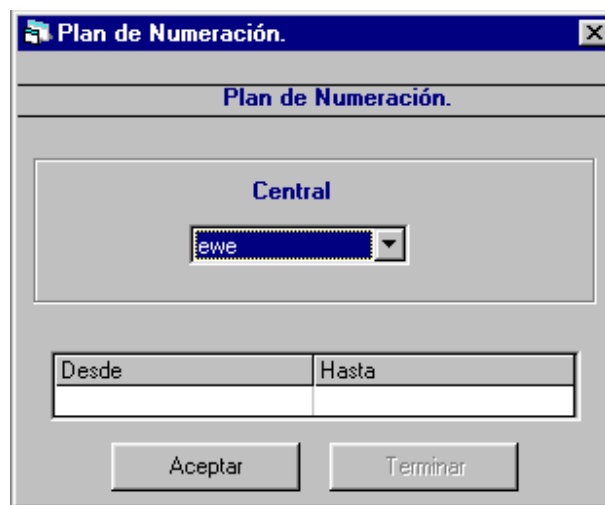 Plan de Numeración.
Plan de Numeración.
Central
ewe
Desde Hasta
Aceptar Terminar